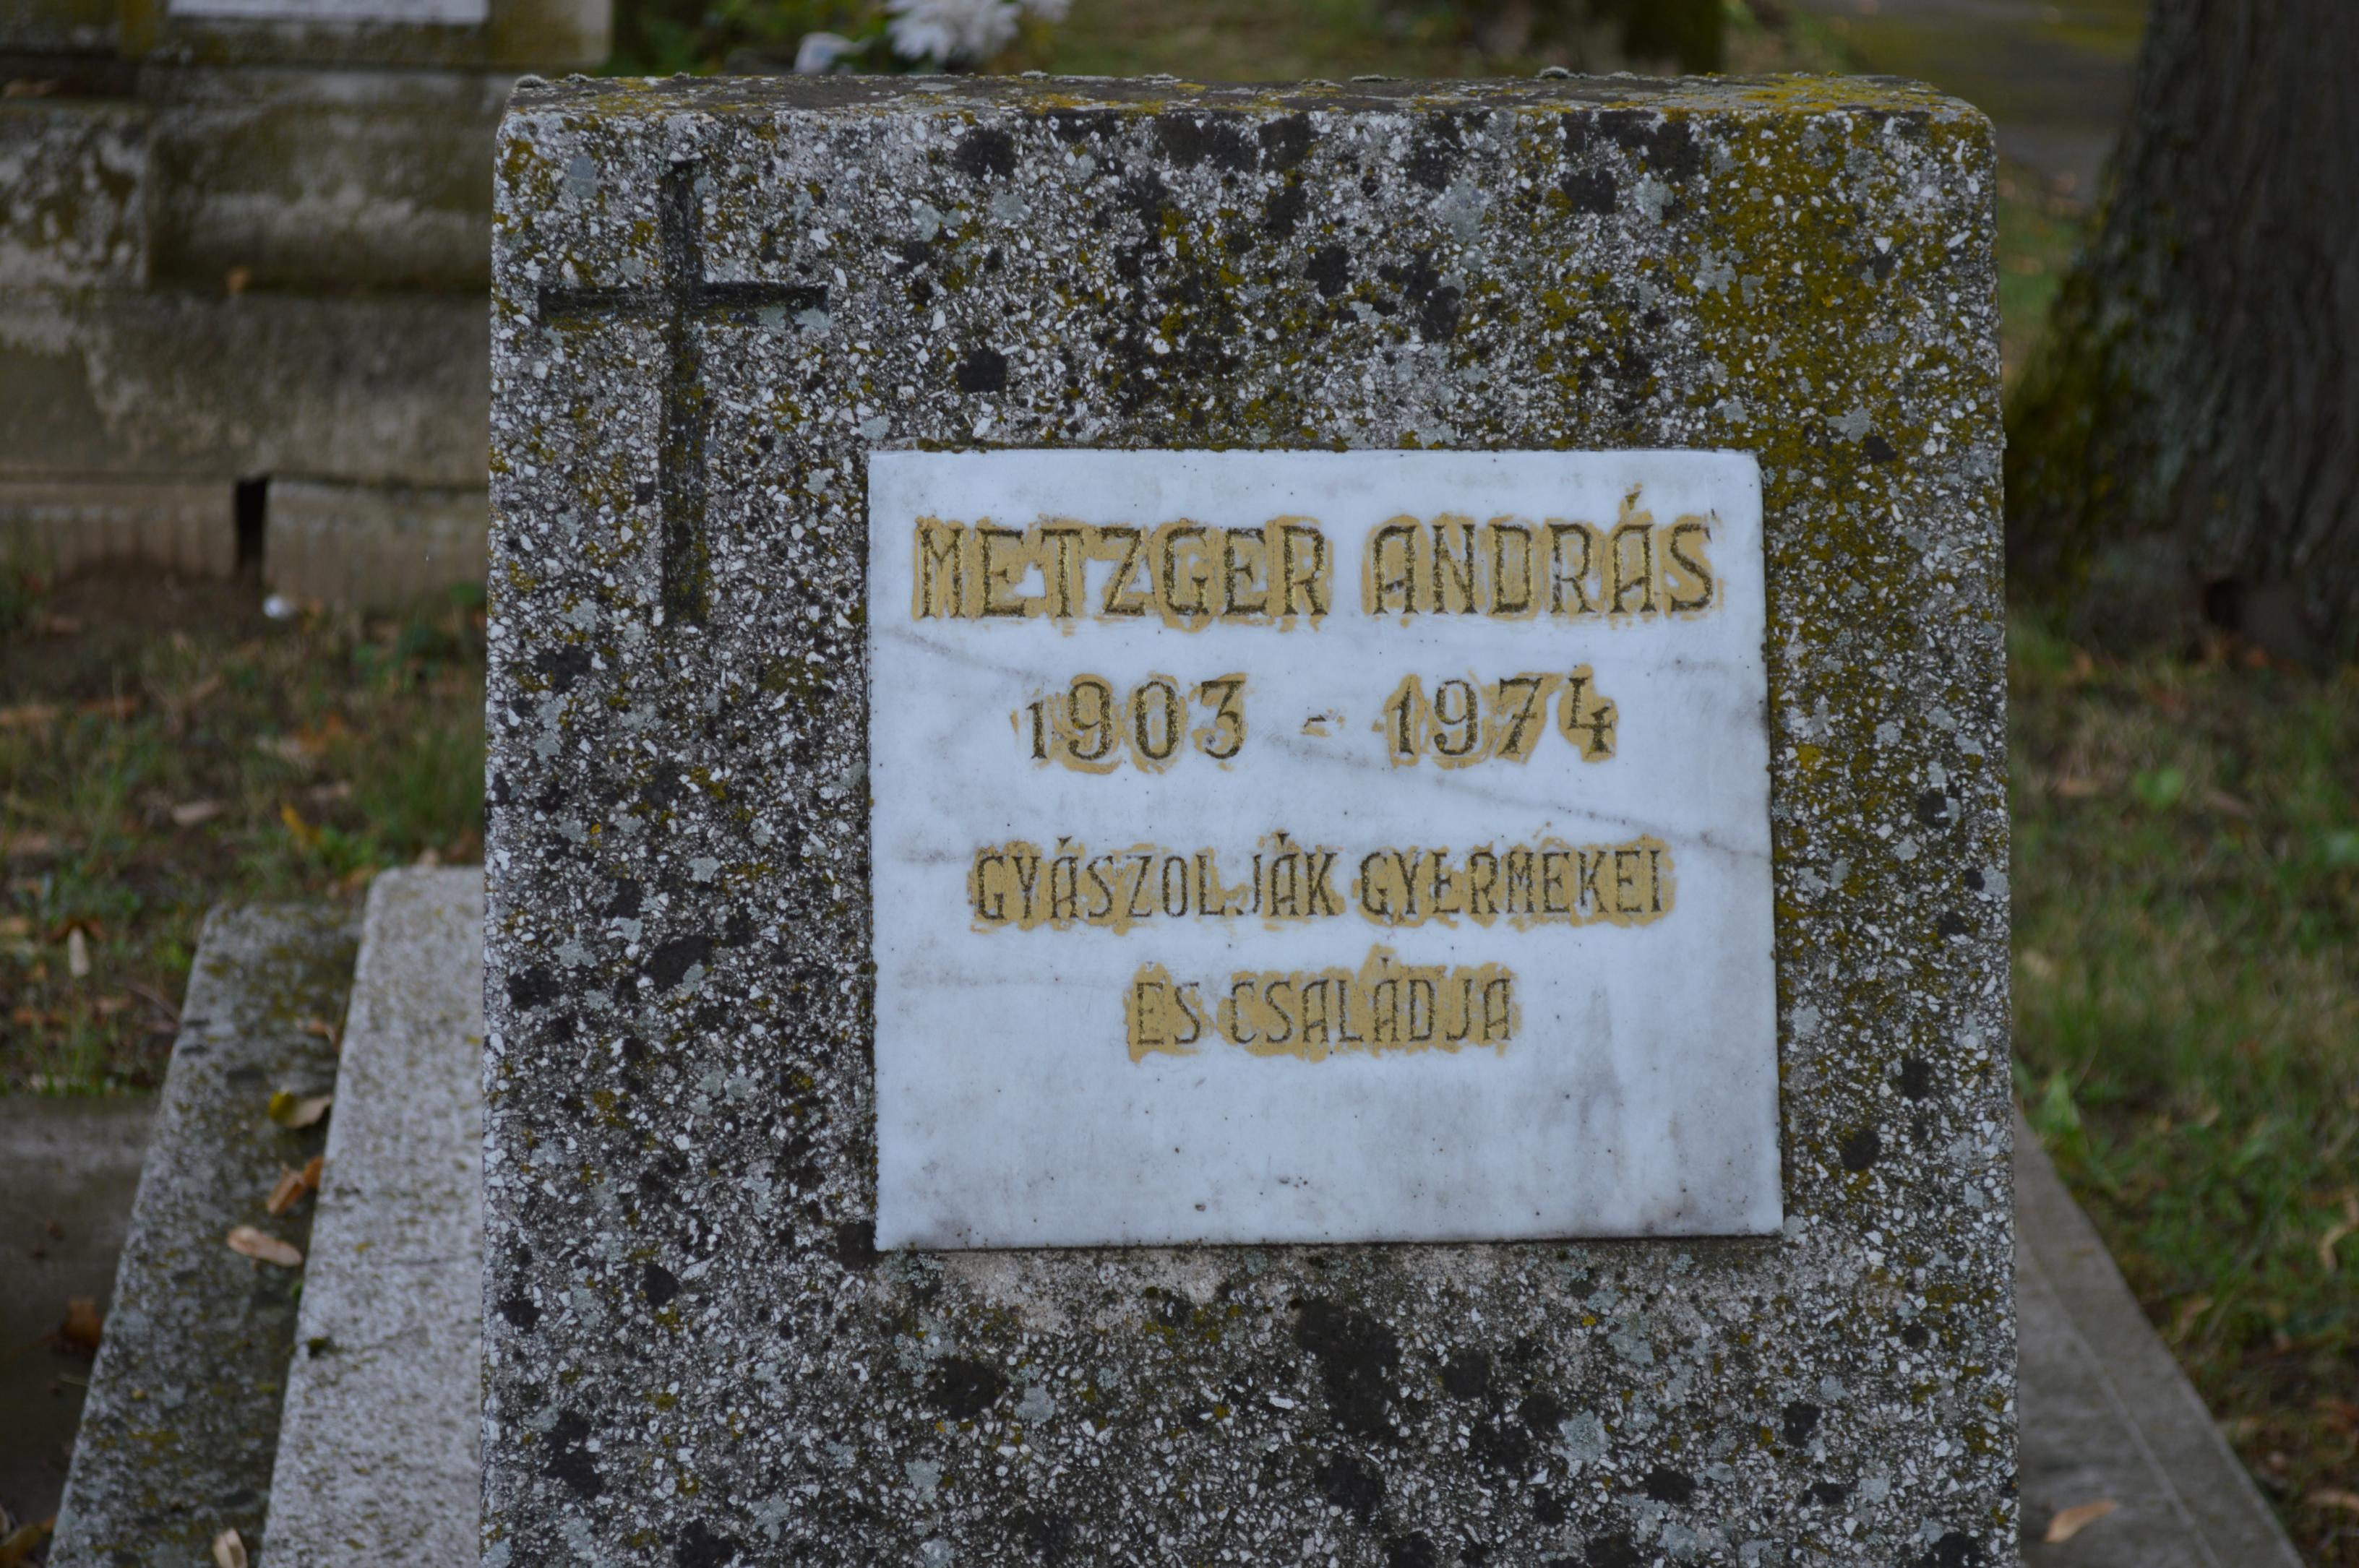 METZGER ANDRÁS
1903 - 1974
GYÁSZOLJÁK GYERMEKEI
ÉS CSALÁDJA